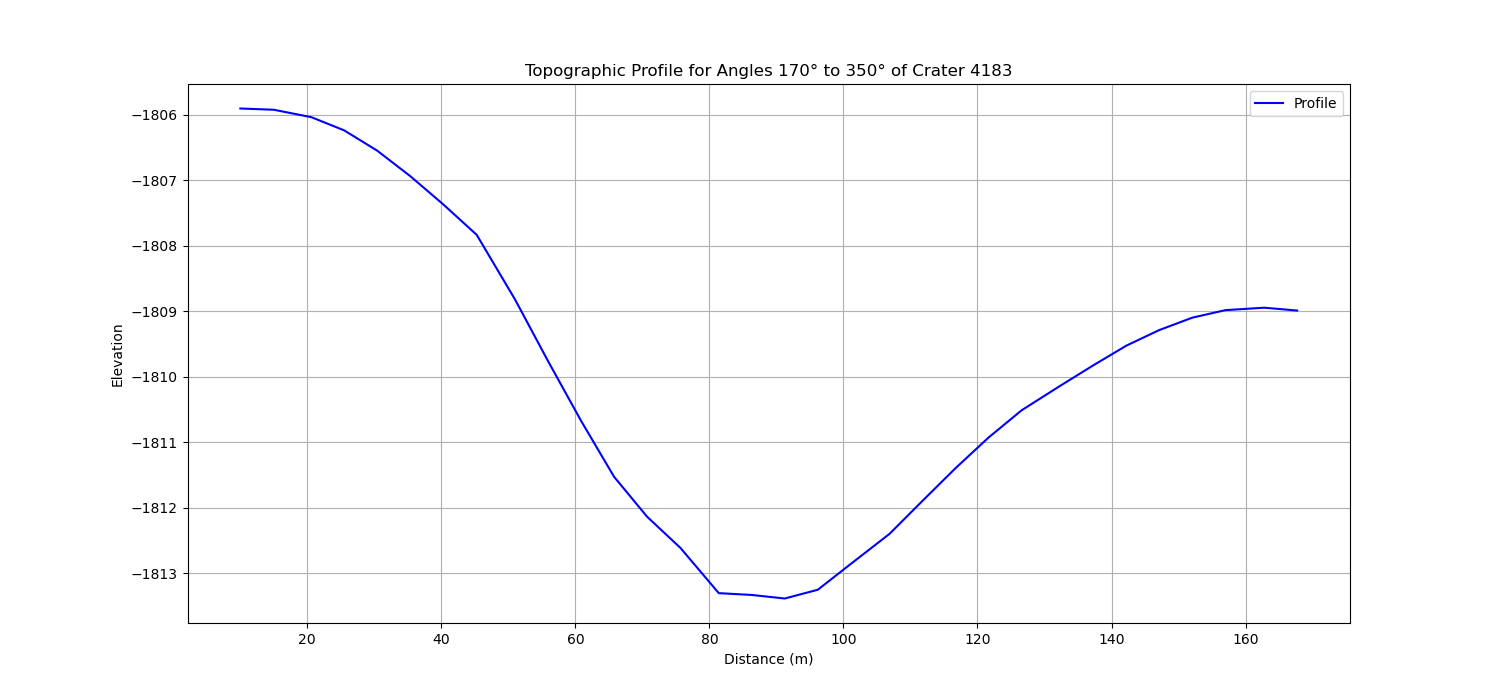 Topographic Profile for Angles 170° to 350° of Crater 4183
Profile
−1806
−1807
−1808
−1809
−1810
−1811
−1812
−1813
Elevation
20 40 60 80 100 120 140 160
Distance (m)